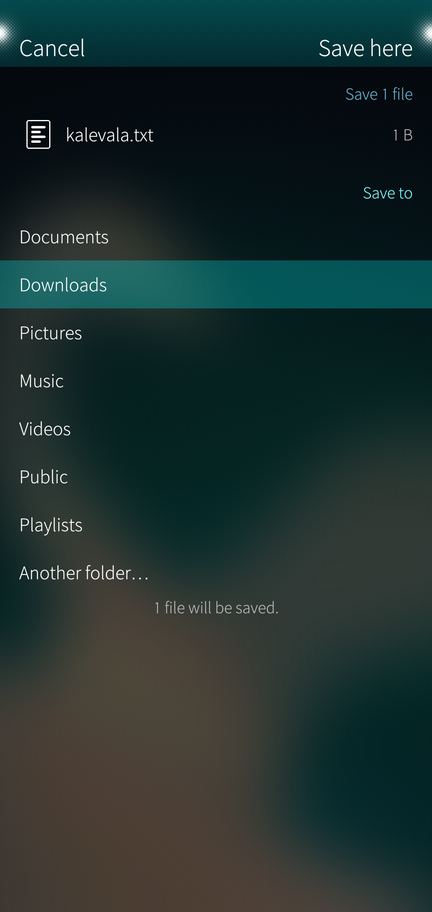 Cancel
Save here
Save 1 file
kalevala.txt
1 B
Save to
Documents
Downloads
Pictures
Music
Videos
Public
Playlists
Another folder…
1 file will be saved.